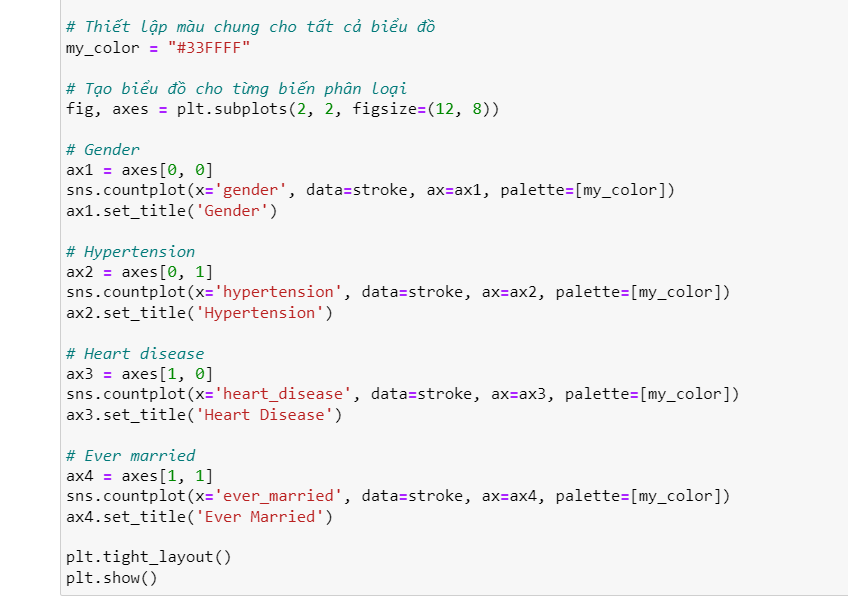 # Thiết lập màu chung cho tất cả biểu đồ
my_color = "#33FFFF"
# Tạo biểu đồ cho từng biến phân loại
fig, axes = plt.subplots(2, 2, figsize=(12, 8))
# Gender
ax1 = axes[0, 0]
sns.countplot(x='gender', data=stroke, ax=ax1, palette=[my_color])
ax1.set_title('Gender')
# Hypertension
ax2 = axes[0, 1]
sns.countplot(x='hypertension', data=stroke, ax=ax2, palette=[my_color])
ax2.set_title('Hypertension')
# Heart disease
ax3 = axes[1, 0]
sns.countplot(x='heart_disease', data=stroke, ax=ax3, palette=[my_color])
ax3.set_title('Heart Disease')
# Ever married
ax4 = axes[1, 1]
sns.countplot(x='ever_married', data=stroke, ax=ax4, palette=[my_color])
ax4.set_title('Ever Married')
plt.tight_layout()
plt.show()